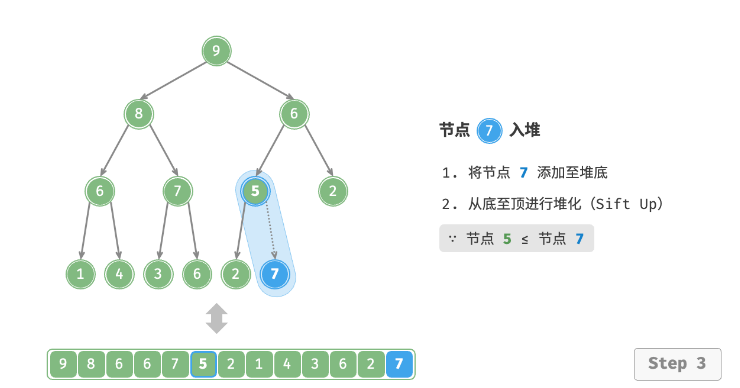 9
8 6
节点 7 入堆
1. 将节点 7 添加至堆底
6 7 5 2
2. 从底至顶进行堆化（Sift Up）
∵ 节点 5 ≤ 节点 7
1 4 3 6 2 7
9 8 6 6 7 5 2 1 4 3 6 2 7
Step 3